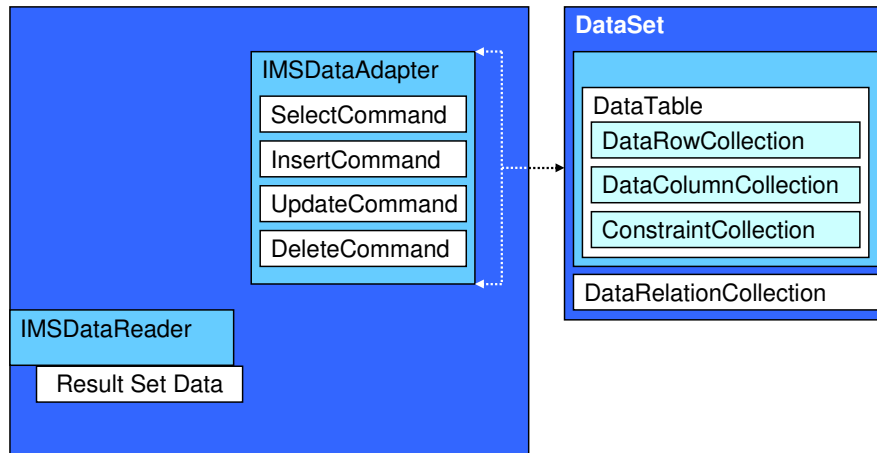 IMSDataAdapter
SelectCommand
InsertCommand
UpdateCommand
DeleteCommand
IMSDataReader
Result Set Data
DataSet
DataTable
DataRowCollection
DataColumnCollection
ConstraintCollection
DataRelationCollection